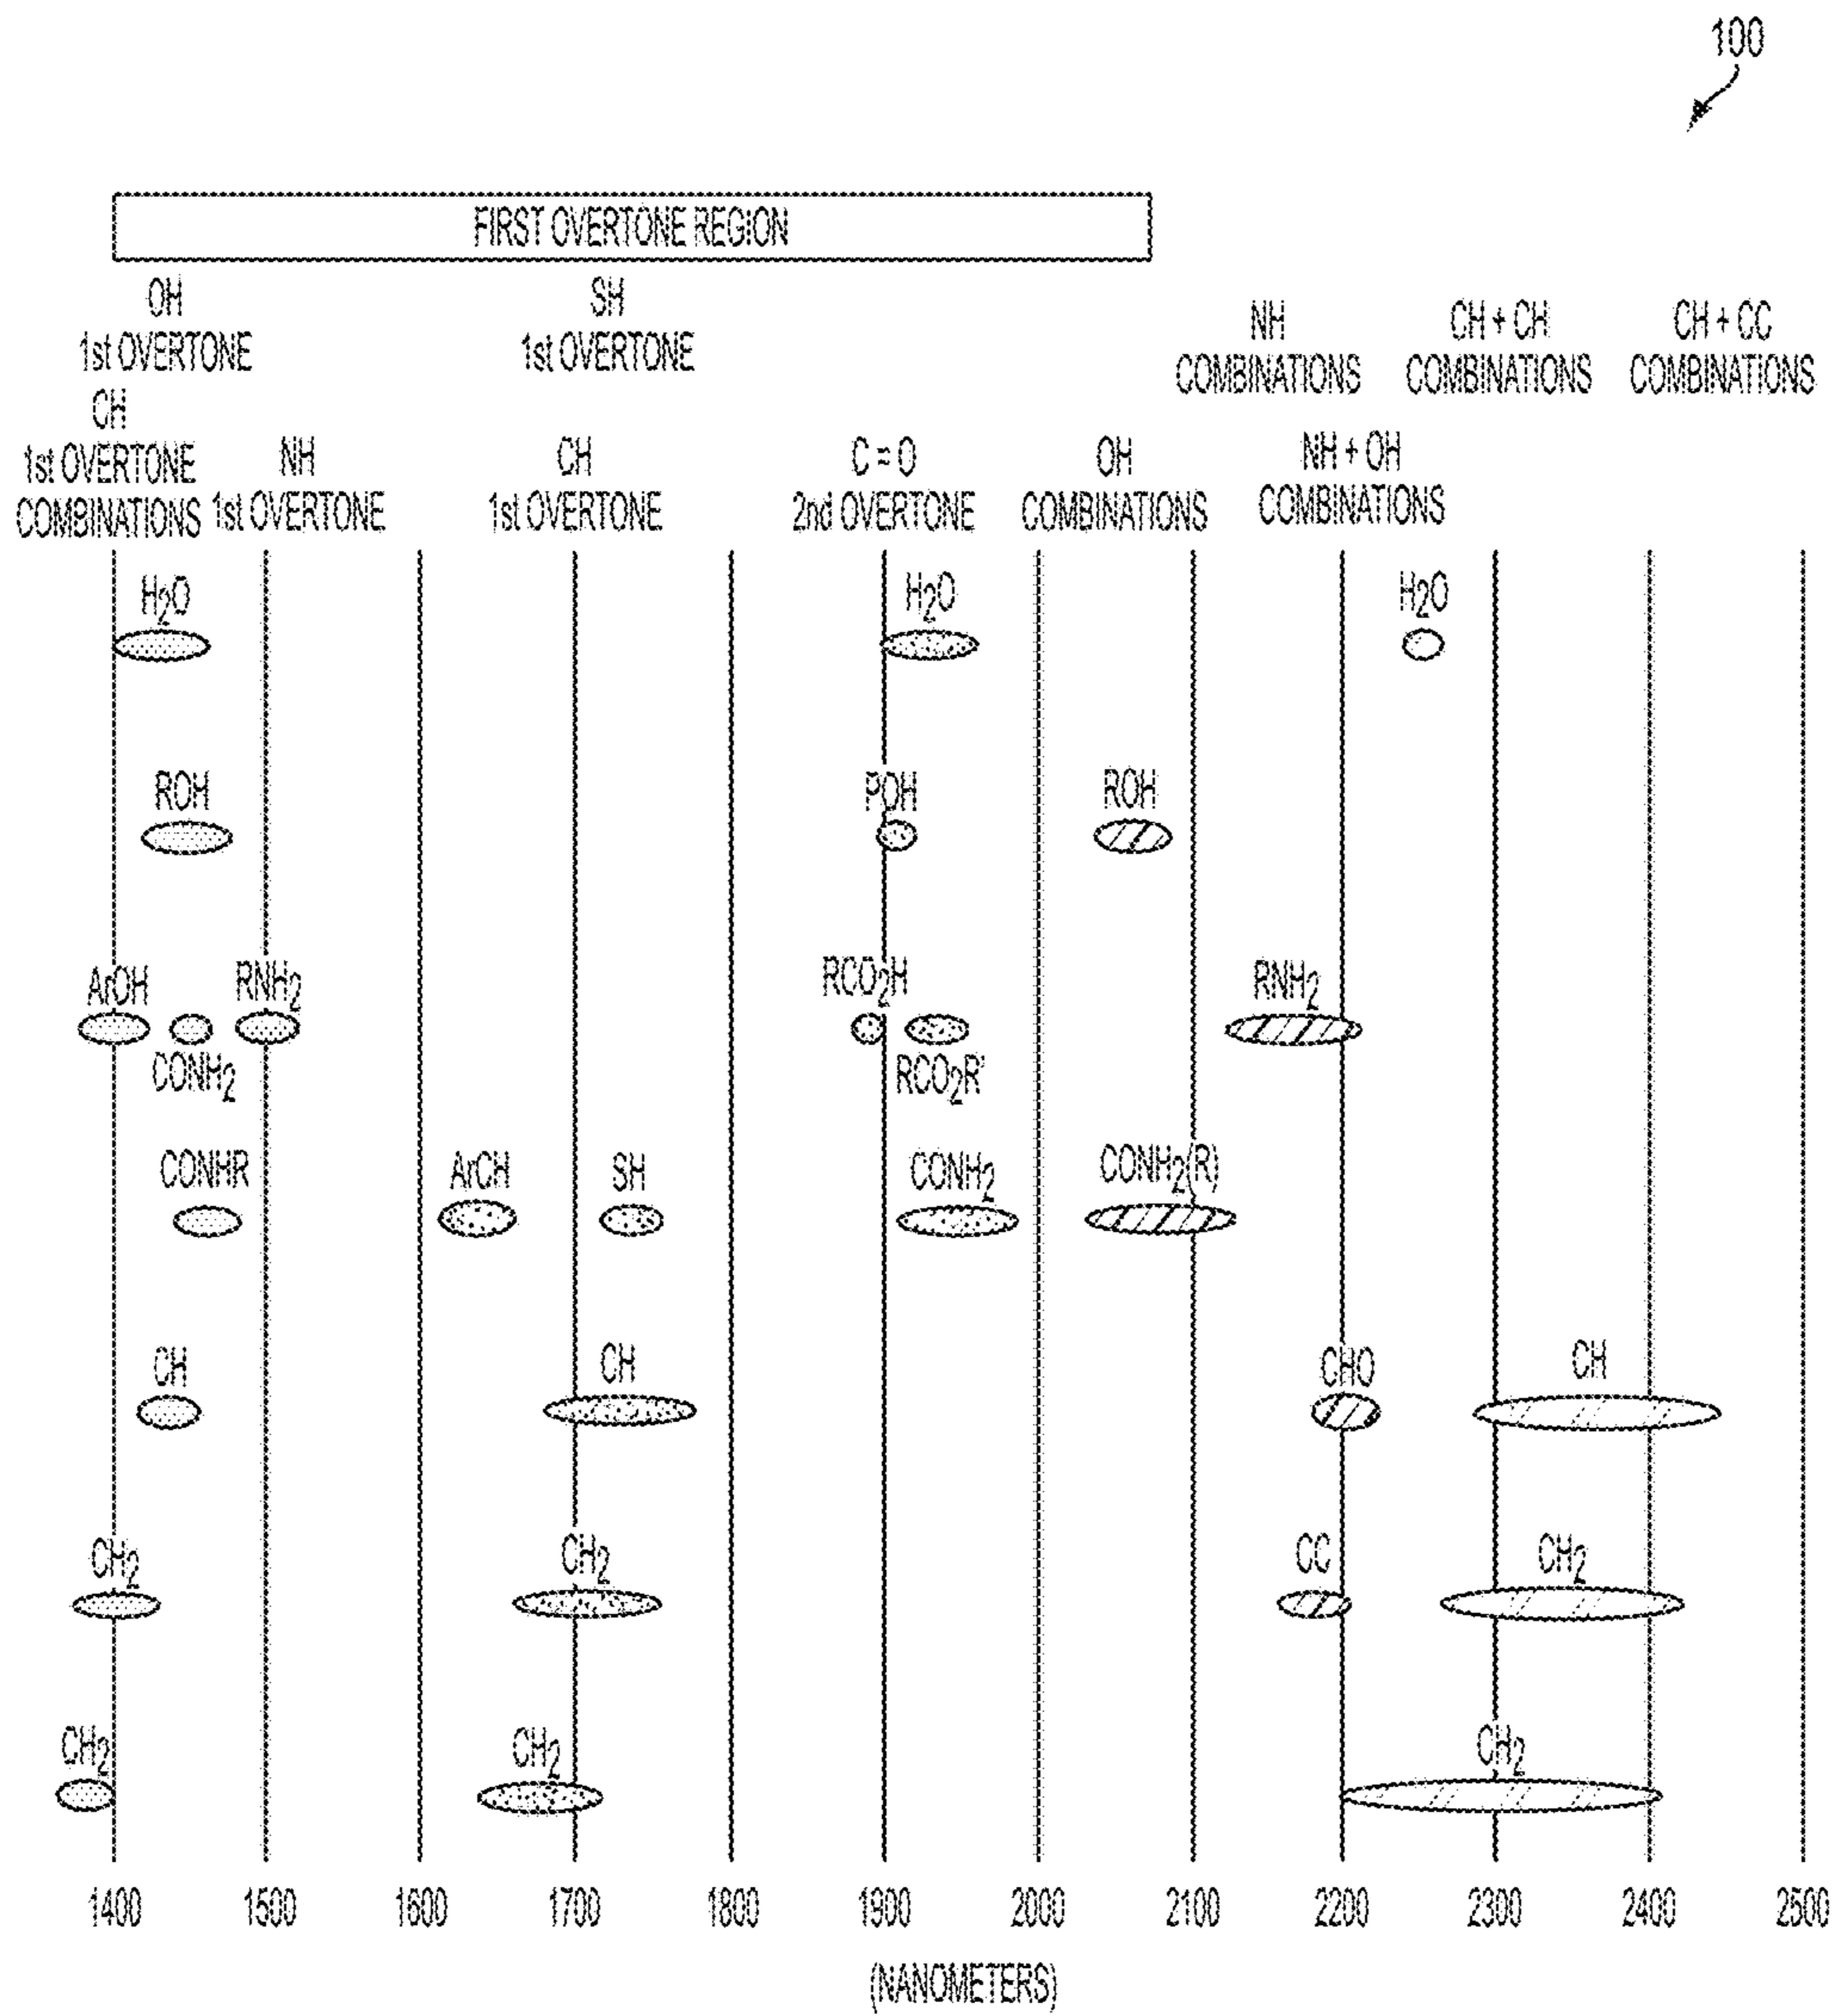 100
FIRST OVERTONE REGION
OH
1st OVERTONE
SH
1st OVERTONE
NH
COMBINATIONS
CH + CH
COMBINATIONS
CH + CC
COMBINATIONS
CH
1st OVERTONE
COMBINATIONS
NH
1st OVERTONE
CH
1st OVERTONE
C = O
2nd OVERTONE
OH
COMBINATIONS
NH + OH
COMBINATIONS
H₂O H₂O H₂O
ROH POH ROH
ArOH RNH₂ RCO₂H RNH₂
CONH₂ RCO₂R'
CONHR ArCH SH CONH₂ CONH₂(R)
CH CH CHO CH
CH₂ CH₂ CC CH₂
CH₂ CH₂ CH₂
1400 1500 1600 1700 1800 1900 2000 2100 2200 2300 2400 2500
(NANOMETERS)